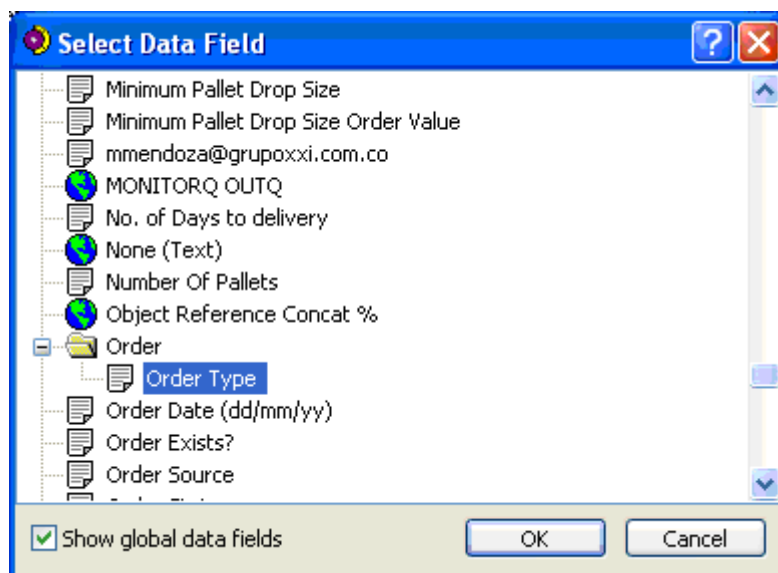 Select Data Field
Minimum Pallet Drop Size
Minimum Pallet Drop Size Order Value
mmendoza@grupoxxi.com.co
MONITORQ OUTQ
No. of Days to delivery
None (Text)
Number Of Pallets
Object Reference Concat %
Order
Order Type
Order Date (dd/mm/yy)
Order Exists?
Order Source
Show global data fields
OK
Cancel